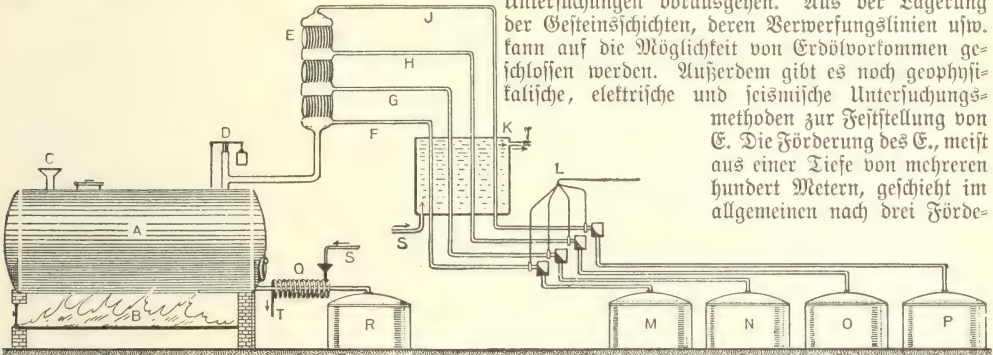 Untersuchungen vorausgehen. Aus der Lagerung
der Gesteinsschichten, deren Verwerfungslinien usw.
kann auf die Möglichkeit von Erdölvorkommen ge=
schlossen werden. Außerdem gibt es noch geophysi=
kalische, elektrische und seismische Untersuchungs=
methoden zur Feststellung von
E. Die Förderung des E., meist
aus einer Tiefe von mehreren
hundert Metern, geschieht im
allgemeinen nach drei Förde=
J
E
H
G
F
K
T
D
C
L
A
S
Q
S
B
T
R
M
N
O
P